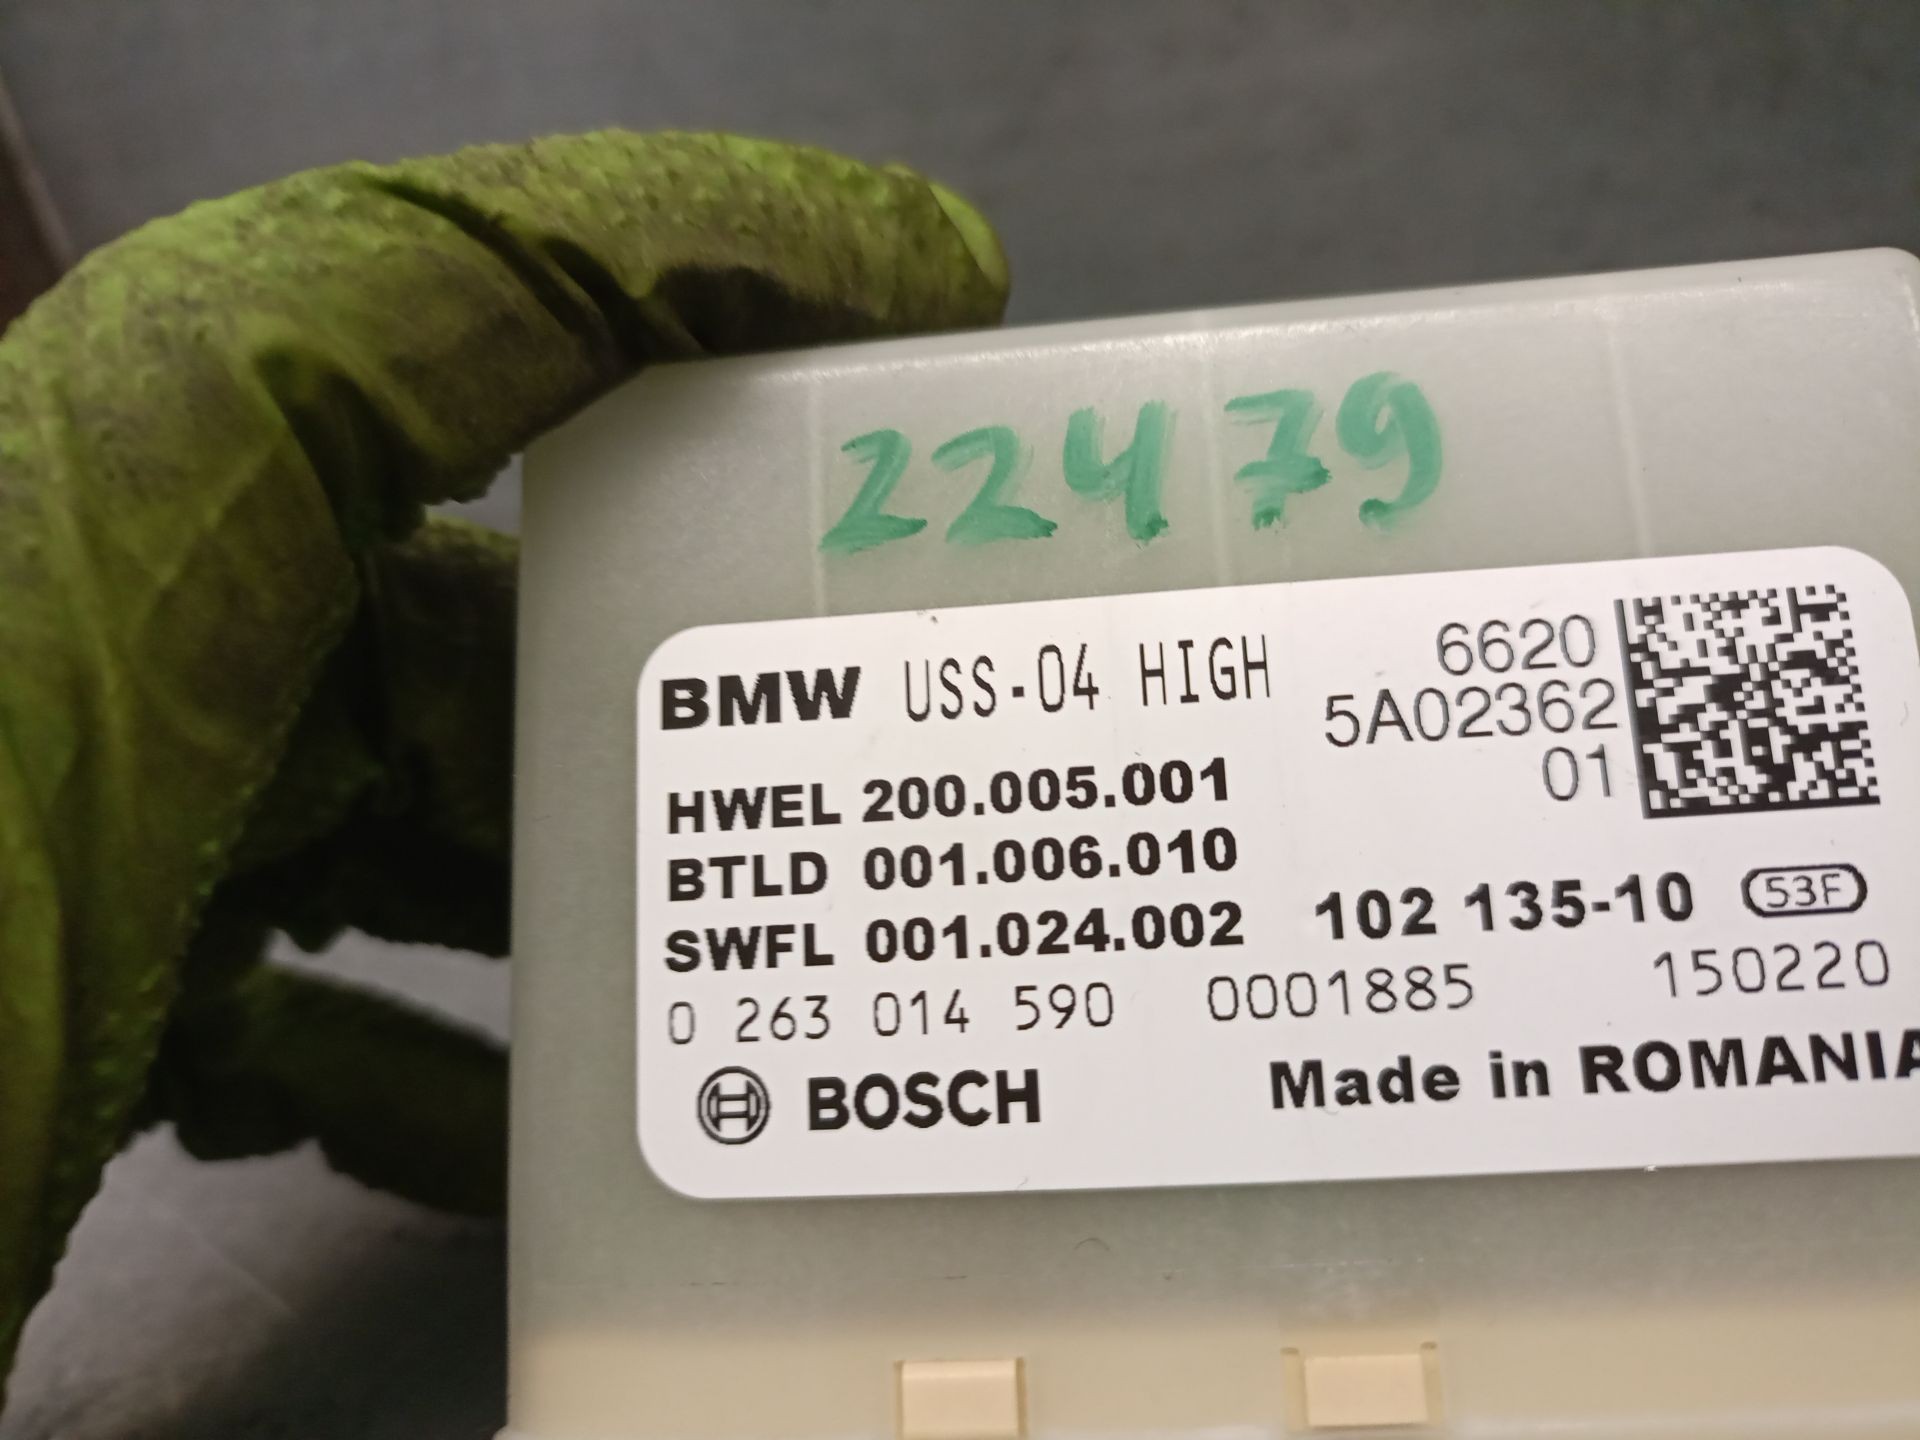 22479
BMW USS-04 HIGH
6620
5A02362
01
HWEL 200.005.001
BTLD 001.006.010
SWFL 001.024.002 102 135-10 53F
0 263 014 590 0001885 150220
BOSCH Made in ROMANIA